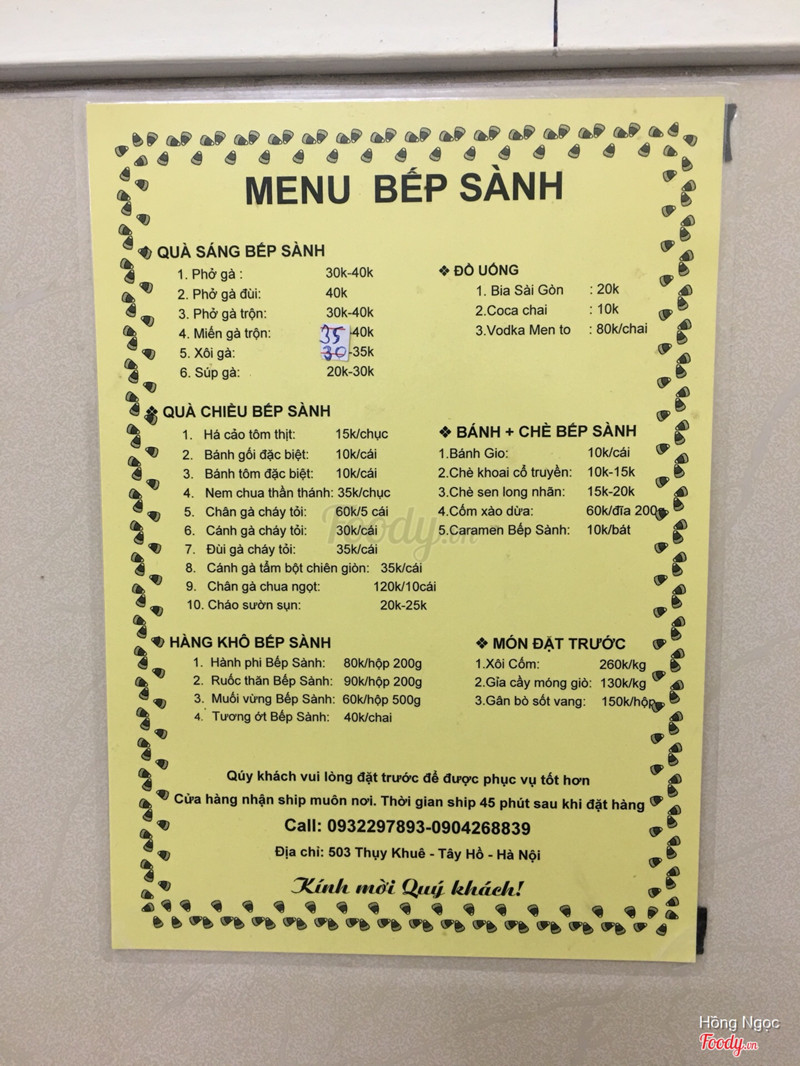 MENU BẾP SÀNH
QUÀ SÁNG BẾP SÀNH
1. Phở gà : 30k-40k
2. Phở gà đùi: 40k
3. Phở gà trộn: 30k-40k
4. Miến gà trộn: 35-40k
5. Xôi gà: 30-35k
6. Súp gà: 20k-30k
❖ ĐỒ UỐNG
1. Bia Sài Gòn : 20k
2.Coca chai : 10k
3.Vodka Men to : 80k/chai
❖ QUÀ CHIỀU BẾP SÀNH
1. Há cảo tôm thịt: 15k/chục
2. Bánh gối đặc biệt: 10k/cái
3. Bánh tôm đặc biệt: 10k/cái
4. Nem chua thần thánh: 35k/chục
5. Chân gà cháy tỏi: 60k/5 cái
6. Cánh gà cháy tỏi: 30k/cái
7. Đùi gà cháy tỏi: 35k/cái
8. Cánh gà tẩm bột chiên giòn: 35k/cái
9. Chân gà chua ngọt: 120k/10cái
10. Cháo sườn sụn: 20k-25k
❖ BÁNH + CHÈ BẾP SÀNH
1.Bánh Gio: 10k/cái
2.Chè khoai cổ truyền: 10k-15k
3.Chè sen long nhãn: 15k-20k
4.Cốm xào dừa: 60k/đĩa 200g
5.Caramen Bếp Sành: 10k/bát
HÀNG KHÔ BẾP SÀNH
1. Hành phi Bếp Sành: 80k/hộp 200g
2. Ruốc thăn Bếp Sành: 90k/hộp 200g
3. Muối vừng Bếp Sành: 60k/hộp 500g
4. Tương ớt Bếp Sành: 40k/chai
❖ MÓN ĐẶT TRƯỚC
1.Xôi Cốm: 260k/kg
2.Gỉa cầy móng giò: 130k/kg
3.Gân bò sốt vang: 150k/hộp
Qúy khách vui lòng đặt trước để được phục vụ tốt hơn
Cửa hàng nhận ship muôn nơi. Thời gian ship 45 phút sau khi đặt hàng
Call: 0932297893-0904268839
Địa chỉ: 503 Thụy Khuê - Tây Hồ - Hà Nội
Kính mời Quý khách!
Foody.vn
Hồng Ngọc
Foody.vn